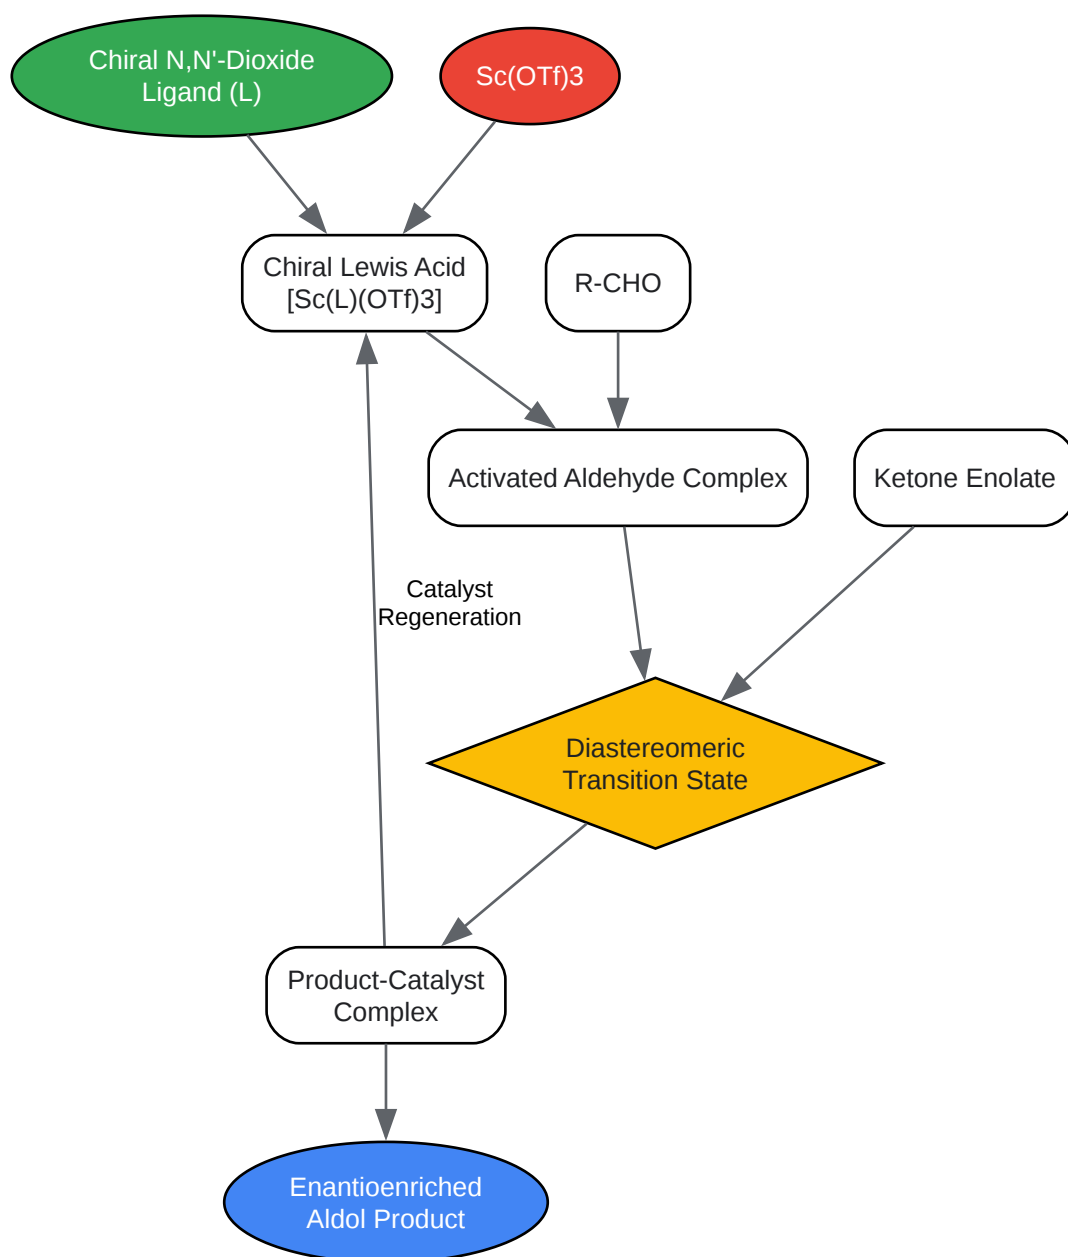 Chiral N,N'-Dioxide
Ligand (L)
Sc(OTf)3
Chiral Lewis Acid
[Sc(L)(OTf)3]
R-CHO
Activated Aldehyde Complex
Ketone Enolate
Catalyst
Regeneration
Diastereomeric
Transition State
Product-Catalyst
Complex
Enantioenriched
Aldol Product